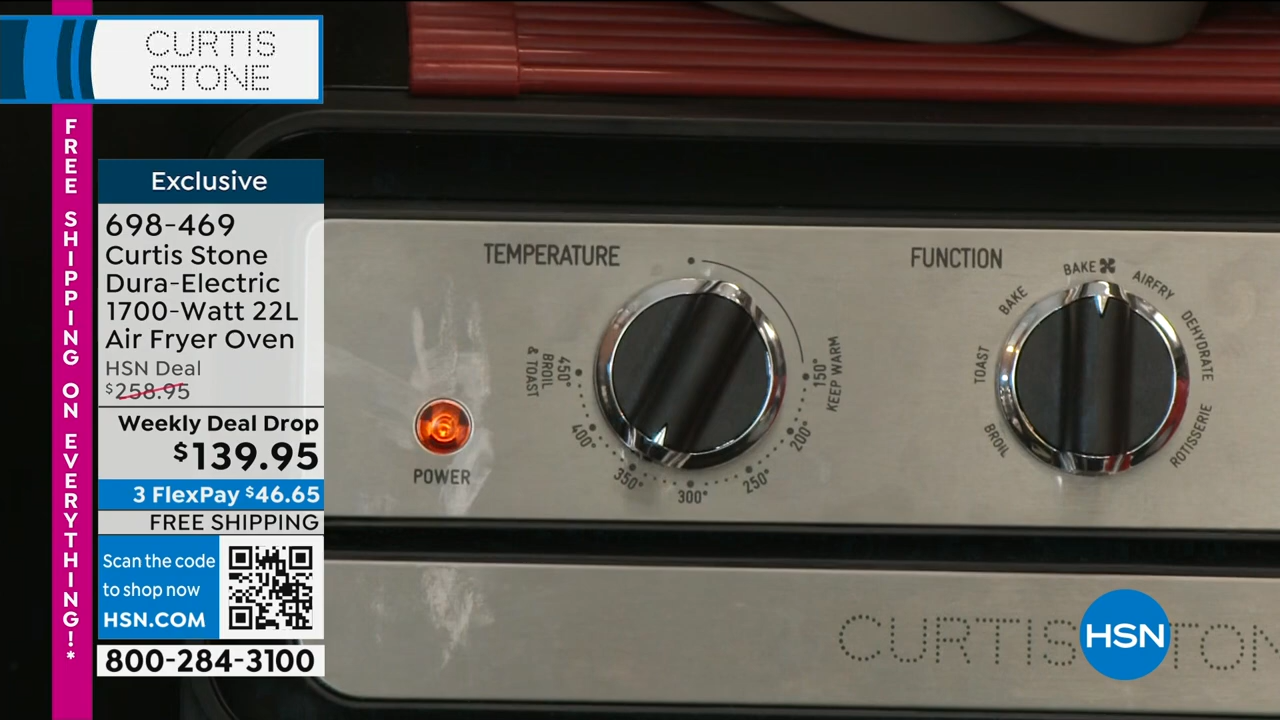 CURTIS
STONE
FREE SHIPPING ON EVERYTHING!*
Exclusive
698-469
Curtis Stone
Dura-Electric
1700-Watt 22L
Air Fryer Oven
HSN Deal
$258.95
Weekly Deal Drop
$139.95
3 FlexPay $46.65
FREE SHIPPING
Scan the code
to shop now
HSN.COM
800-284-3100
TEMPERATURE
150°
KEEP WARM
200°
250°
300°
350°
400°
450°
BROIL
& TOAST
POWER
FUNCTION
BROIL
TOAST
BAKE
BAKE
AIRFRY
DEHYDRATE
ROTISSERIE
CURTIS TON
HSN